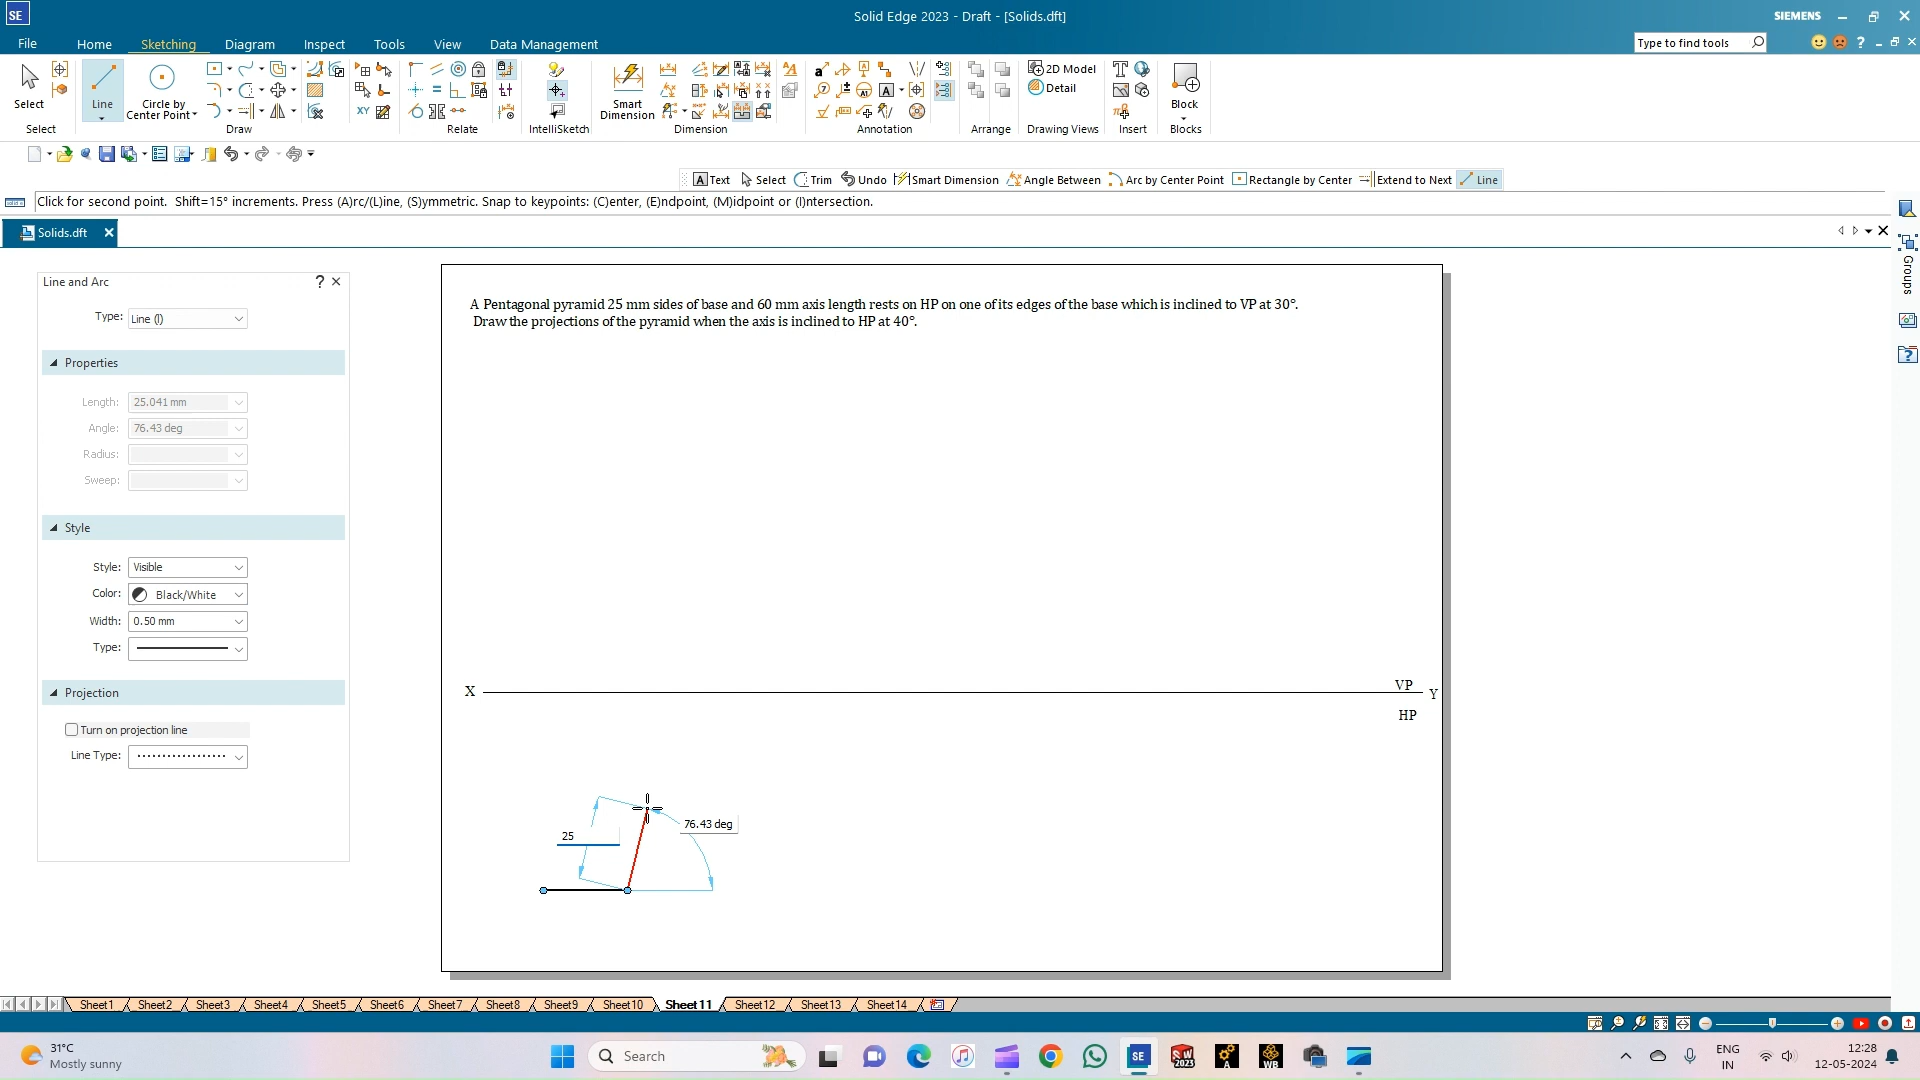 SE
Solid Edge 2023 - Draft - [Solids.dft]
SIEMENS
File
Home
Sketching
Diagram
Inspect
Tools
View
Data Management
Type to find tools
Select
Line
Circle by
Center Point
Smart
Dimension
2D Model
Detail
Block
Select
Draw
Relate
IntelliSketch
Dimension
Annotation
Arrange
Drawing Views
Insert
Blocks
Text
Select
Trim
Undo
Smart Dimension
Angle Between
Arc by Center Point
Rectangle by Center
Extend to Next
Line
Click for second point.  Shift=15° increments. Press (A)rc/(L)ine, (S)ymmetric. Snap to keypoints: (C)enter, (E)ndpoint, (M)idpoint or (I)ntersection.
Solids.dft
Groups
Line and Arc
Type: Line (l)
Properties
Length: 25.041 mm
Angle: 76.43 deg
Radius:
Sweep:
Style
Style: Visible
Color: Black/White
Width: 0.50 mm
Type:
Projection
Turn on projection line
Line Type:
A Pentagonal pyramid 25 mm sides of base and 60 mm axis length rests on HP on one of its edges of the base which is inclined to VP at 30°.
Draw the projections of the pyramid when the axis is inclined to HP at 40°.
X
VP
Y
HP
25
76.43 deg
Sheet1
Sheet2
Sheet3
Sheet4
Sheet5
Sheet6
Sheet7
Sheet8
Sheet9
Sheet10
Sheet11
Sheet12
Sheet13
Sheet14
31°C
Mostly sunny
Search
ENG
IN
12:28
12-05-2024